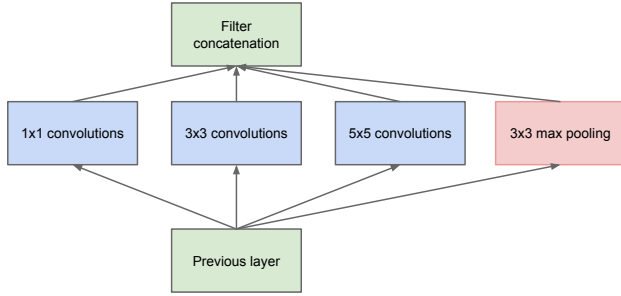 Filter
concatenation
1x1 convolutions
3x3 convolutions
5x5 convolutions
3x3 max pooling
Previous layer